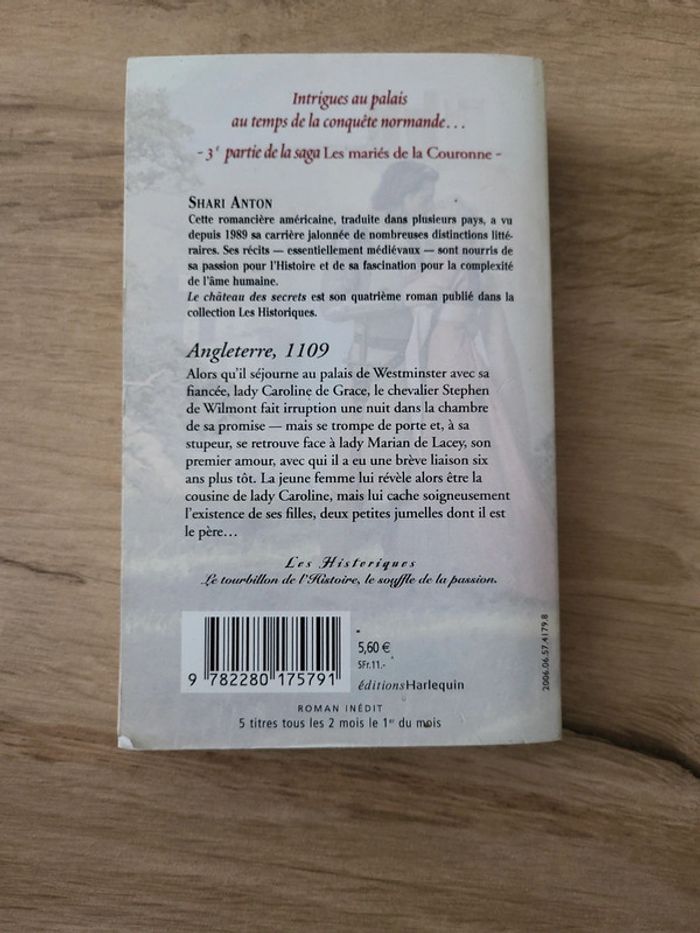 Intrigues au palais
au temps de la conquête normande…
- 3e partie de la saga Les mariés de la Couronne -
SHARI ANTON
Cette romancière américaine, traduite dans plusieurs pays, a vu
depuis 1989 sa carrière jalonnée de nombreuses distinctions litté-
raires. Ses récits — essentiellement médiévaux — sont nourris de
sa passion pour l'Histoire et de sa fascination pour la complexité
de l'âme humaine.
Le château des secrets est son quatrième roman publié dans la
collection Les Historiques.
Angleterre, 1109
Alors qu'il séjourne au palais de Westminster avec sa
fiancée, lady Caroline de Grace, le chevalier Stephen
de Wilmont fait irruption une nuit dans la chambre
de sa promise — mais se trompe de porte et, à sa
stupeur, se retrouve face à lady Marian de Lacey, son
premier amour, avec qui il a eu une brève liaison six
ans plus tôt. La jeune femme lui révèle alors être la
cousine de lady Caroline, mais lui cache soigneusement
l'existence de ses filles, deux petites jumelles dont il est
le père…
Les Historiques
Le tourbillon de l'Histoire, le souffle de la passion.
5,60 €
SFr.11.-
9 782280 175791
éditionsHarlequin
ROMAN INÉDIT
5 titres tous les 2 mois le 1er du mois
2006.06.57.4179.8